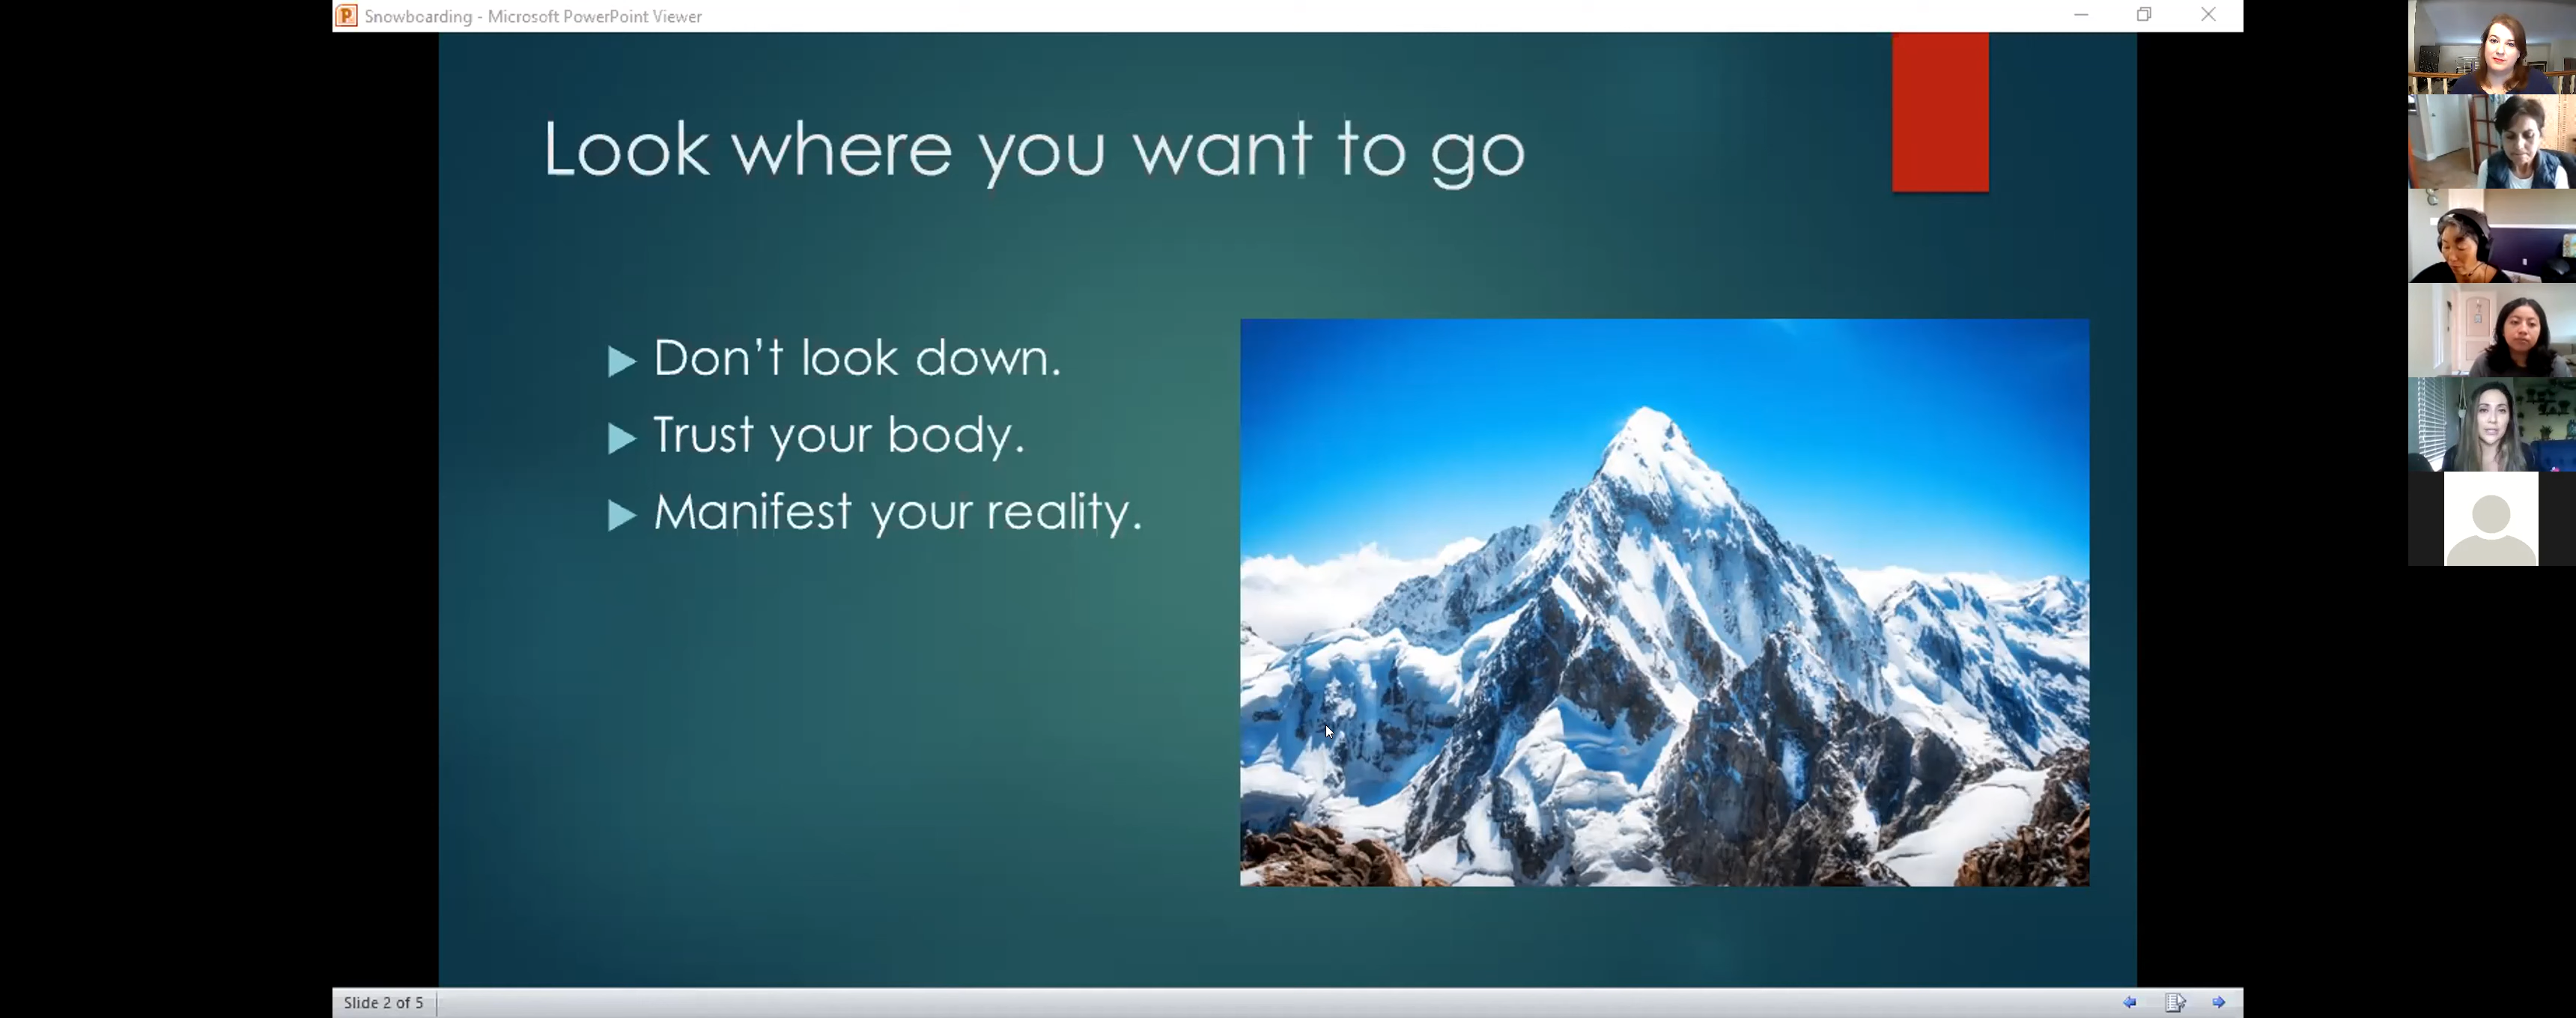 Snowboarding - Microsoft PowerPoint Viewer
Look where you want to go
Don't look down.
Trust your body.
Manifest your reality.
Slide 2 of 5